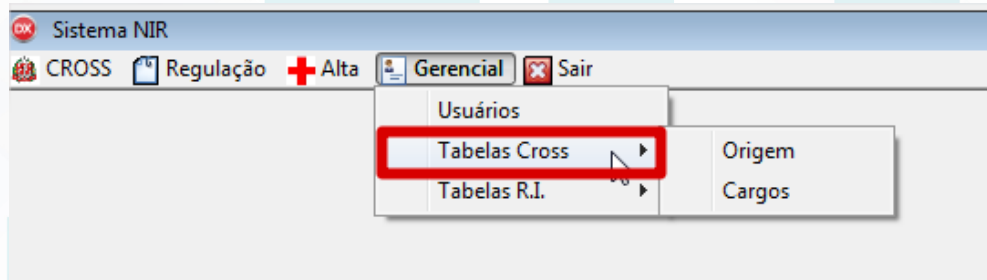 Sistema NIR
CROSS Regulação Alta Gerencial Sair
Usuários
Tabelas Cross
Tabelas R.I.
Origem
Cargos